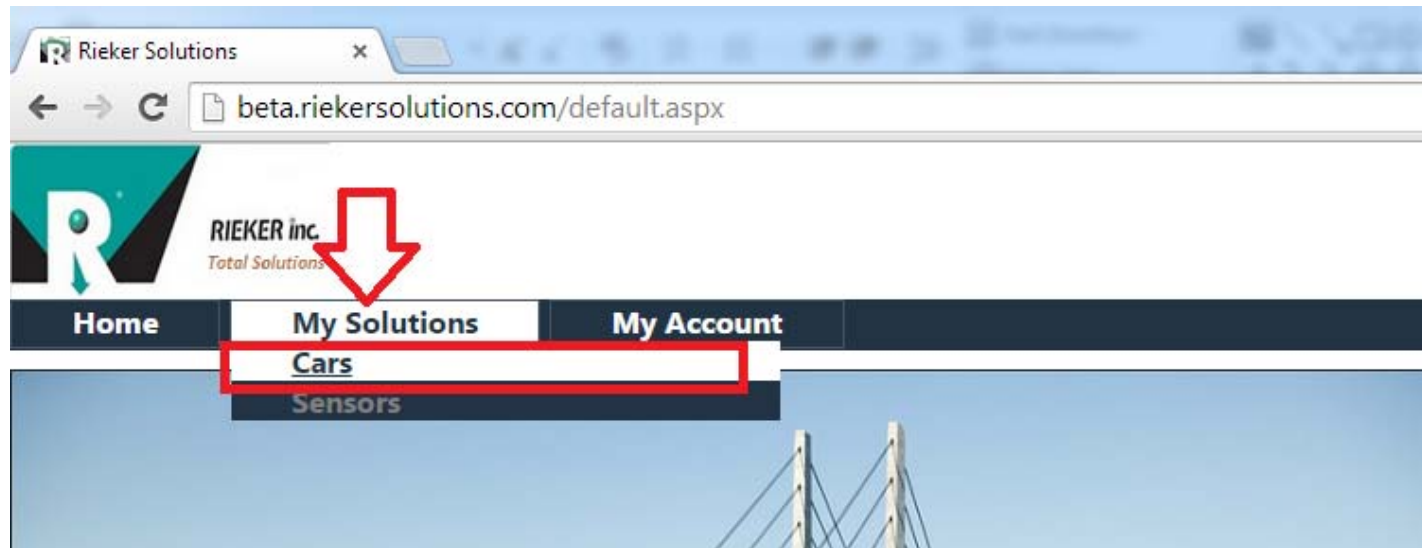 Rieker Solutions
beta.riekersolutions.com/default.aspx
R
RIEKER inc.
Total Solutions
Home My Solutions My Account
Cars
Sensors